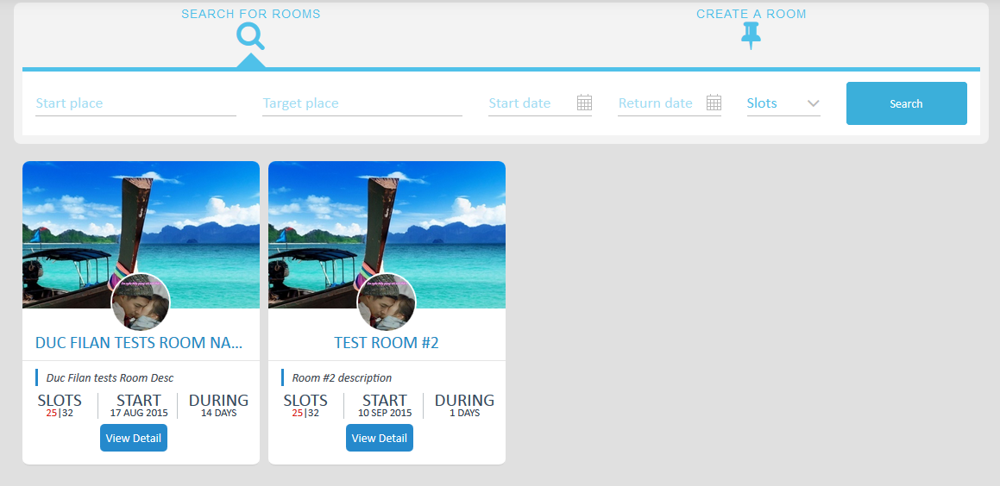 SEARCH FOR ROOMS
CREATE A ROOM
Start place
Target place
Start date
Return date
Slots
Search
DUC FILAN TESTS ROOM NA...
Duc Filan tests Room Desc
SLOTS START DURING
25|32 17 AUG 2015 14 DAYS
View Detail
TEST ROOM #2
Room #2 description
SLOTS START DURING
25|32 10 SEP 2015 1 DAYS
View Detail